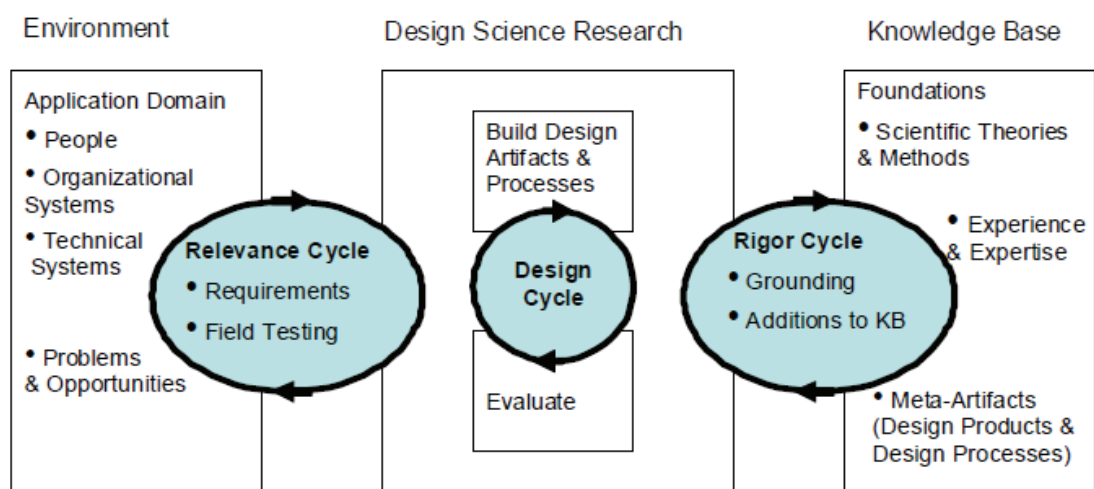 Environment
Design Science Research
Knowledge Base
Application Domain
• People
• Organizational
Systems
• Technical
Systems
• Problems
& Opportunities
Relevance Cycle
• Requirements
• Field Testing
Build Design
Artifacts &
Processes
Design
Cycle
Evaluate
Rigor Cycle
• Grounding
• Additions to KB
Foundations
• Scientific Theories
& Methods
• Experience
& Expertise
• Meta-Artifacts
(Design Products &
Design Processes)